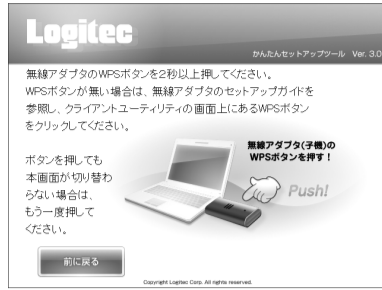 Logitec
かんたんセットアップツール Ver. 3.0
無線アダプタのWPSボタンを2秒以上押してください。
WPSボタンが無い場合は、無線アダプタのセットアップガイドを
参照し、クライアントユーティリティの画面上にあるWPSボタン
をクリックしてください。
ボタンを押しても
本画面が切り替わ
らない場合は、
もう一度押して
ください。
無線アダプタ(子機)の
WPSボタンを押す！
Push!
前に戻る
Copyright Logitec Corp. All rights reserved.